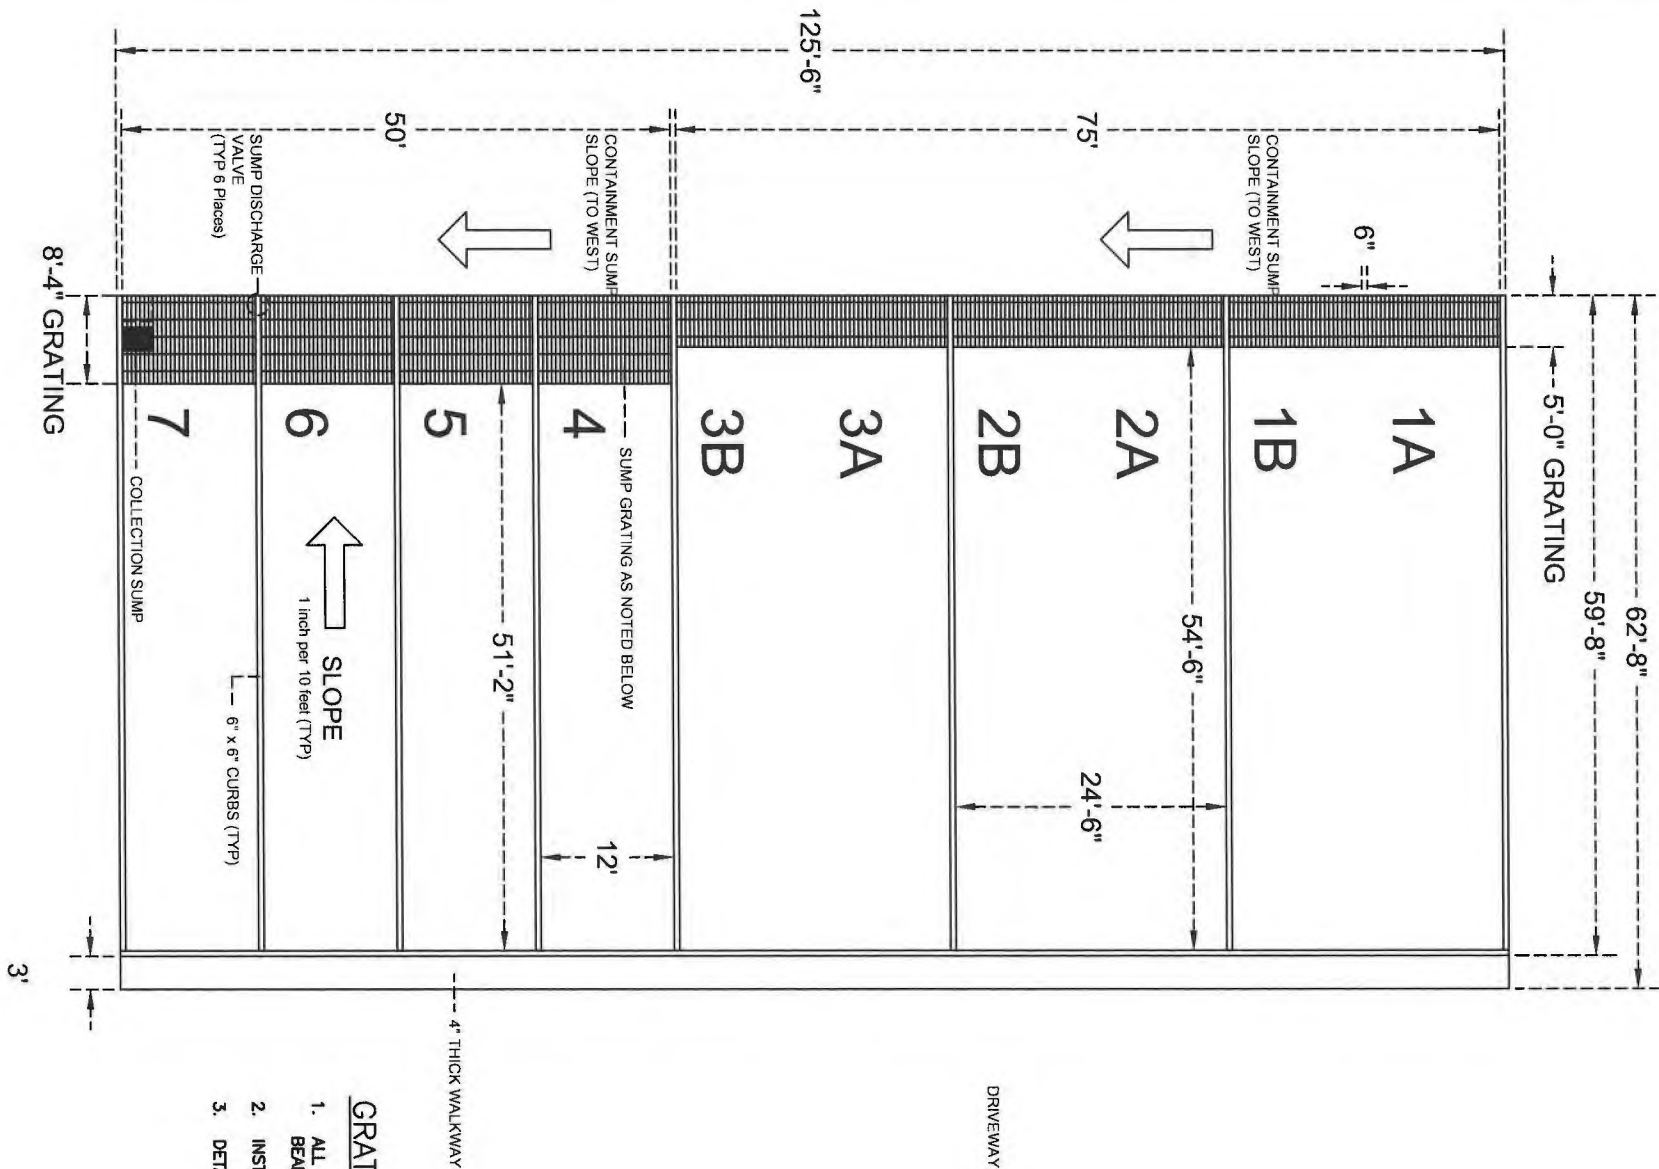 125'-6"
50'
75'
SUMP DISCHARGE
VALVE
(TYP 6 Places)
CONTAINMENT SUMP
SLOPE (TO WEST)
CONTAINMENT SUMP
SLOPE (TO WEST)
6"
8'-4" GRATING
5'-0" GRATING
59'-8"
62'-8"
7
6
5
4
3B
3A
2B
2A
1B
1A
COLLECTION SUMP
SLOPE
1 inch per 10 feet (TYP)
SUMP GRATING AS NOTED BELOW
51'-2"
54'-6"
6" x 6" CURBS (TYP)
12'
24'-6"
3'
4" THICK WALKWAY
DRIVEWAY
GRAT
1. ALL
BEA
2. INST
3. DET